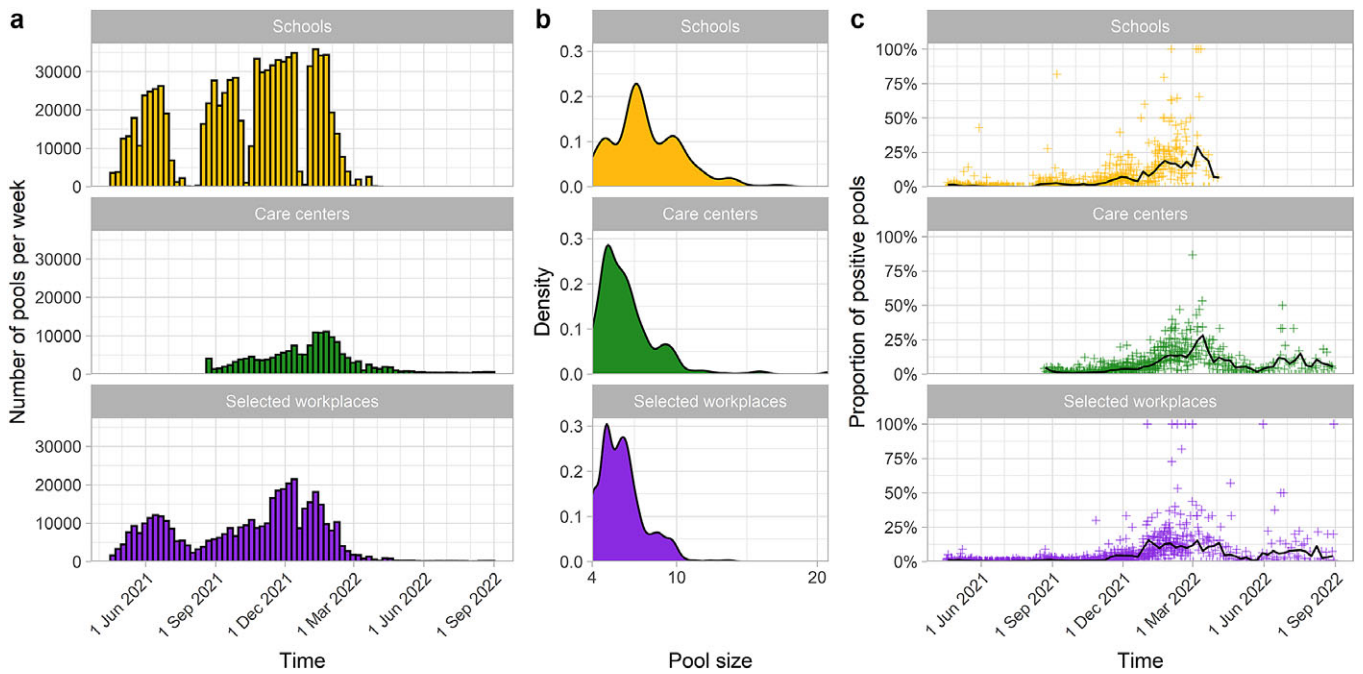 a
Number of pools per week
Schools
30000
20000
10000
0
Care centers
30000
20000
10000
0
Selected workplaces
30000
20000
10000
0
1 Jun 2021
1 Sep 2021
1 Dec 2021
1 Mar 2022
1 Jun 2022
1 Sep 2022
Time
b
Density
Schools
0.3
0.2
0.1
0.0
Care centers
0.3
0.2
0.1
0.0
Selected workplaces
0.3
0.2
0.1
0.0
4
10
20
Pool size
c
Proportion of positive pools
Schools
100%
75%
50%
25%
0%
Care centers
100%
75%
50%
25%
0%
Selected workplaces
100%
75%
50%
25%
0%
1 Jun 2021
1 Sep 2021
1 Dec 2021
1 Mar 2022
1 Jun 2022
1 Sep 2022
Time